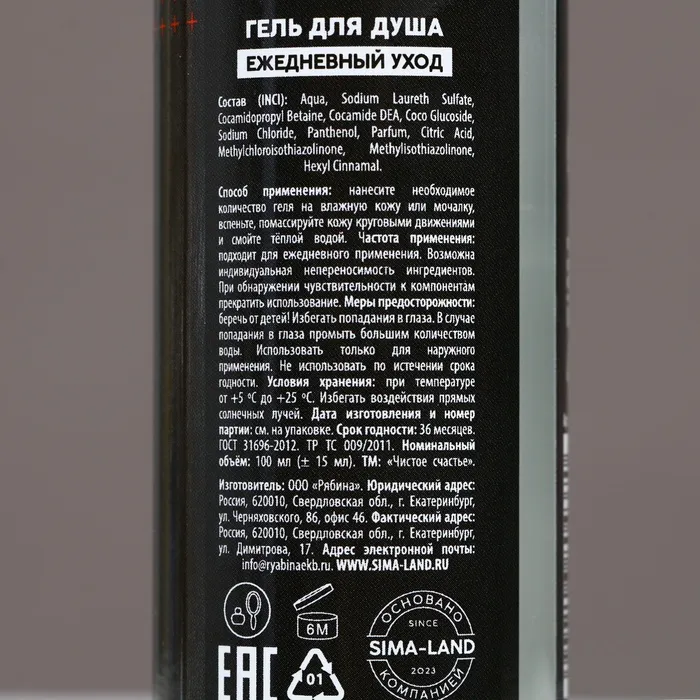 ГЕЛЬ ДЛЯ ДУША
ЕЖЕДНЕВНЫЙ УХОД
Состав (INCI): Aqua, Sodium Laureth Sulfate,
Cocamidopropyl Betaine, Cocamide DEA, Coco Glucoside,
Sodium Chloride, Panthenol, Parfum, Citric Acid,
Methylchloroisothiazolinone, Methylisothiazolinone,
Hexyl Cinnamal.
Способ применения: нанесите необходимое
количество геля на влажную кожу или мочалку,
вспеньте, помассируйте кожу круговыми движениями
и смойте тёплой водой. Частота применения:
подходит для ежедневного применения. Возможна
индивидуальная непереносимость ингредиентов.
При обнаружении чувствительности к компонентам
прекратить использование. Меры предосторожности:
беречь от детей! Избегать попадания в глаза. В случае
попадания в глаза промыть большим количеством
воды. Использовать только для наружного
применения. Не использовать по истечении срока
годности. Условия хранения: при температуре
от +5 °С до +25 °С. Избегать воздействия прямых
солнечных лучей. Дата изготовления и номер
партии: см. на упаковке. Срок годности: 36 месяцев.
ГОСТ 31696-2012. ТР ТС 009/2011. Номинальный
объём: 100 мл (± 15 мл). ТМ: «Чистое счастье».
Изготовитель: ООО «Рябина». Юридический адрес:
Россия, 620010, Свердловская обл., г. Екатеринбург,
ул. Черняховского, 86, офис 46. Фактический адрес:
Россия, 620010, Свердловская обл., г. Екатеринбург,
ул. Димитрова, 17. Адрес электронной почты:
info@ryabinaekb.ru. WWW.SIMA-LAND.RU
6М
ЕАС
01
ОСНОВАНО
SINCE
SIMA-LAND
2023
КОМПАНИЕЙ